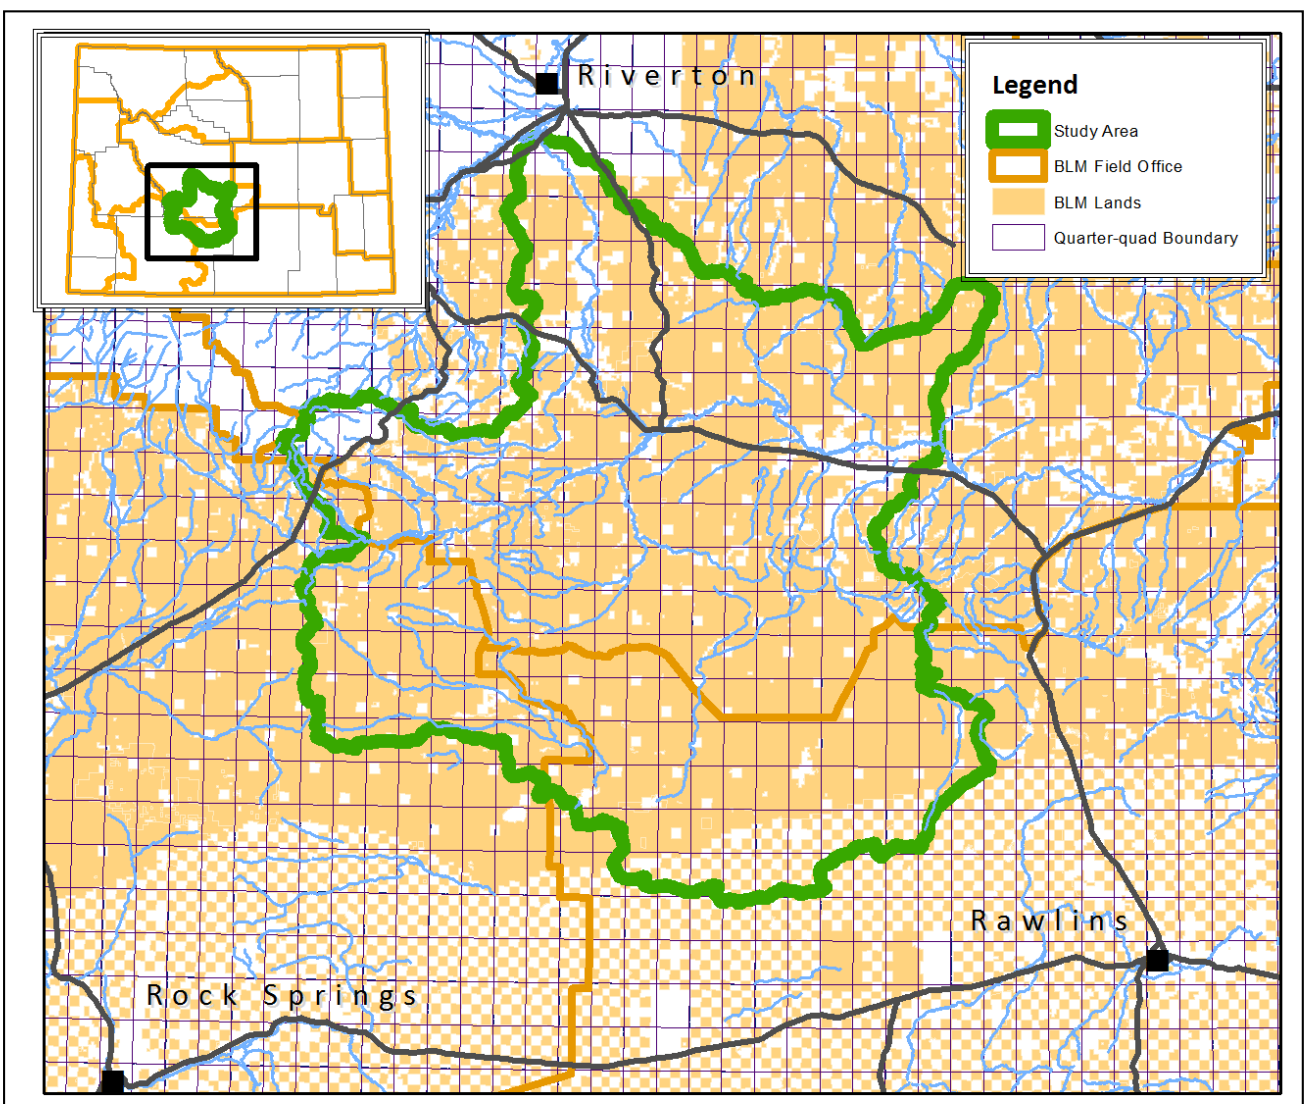 Riverton
Legend
Study Area
BLM Field Office
BLM Lands
Quarter-quad Boundary
Rawlins
Rock Springs